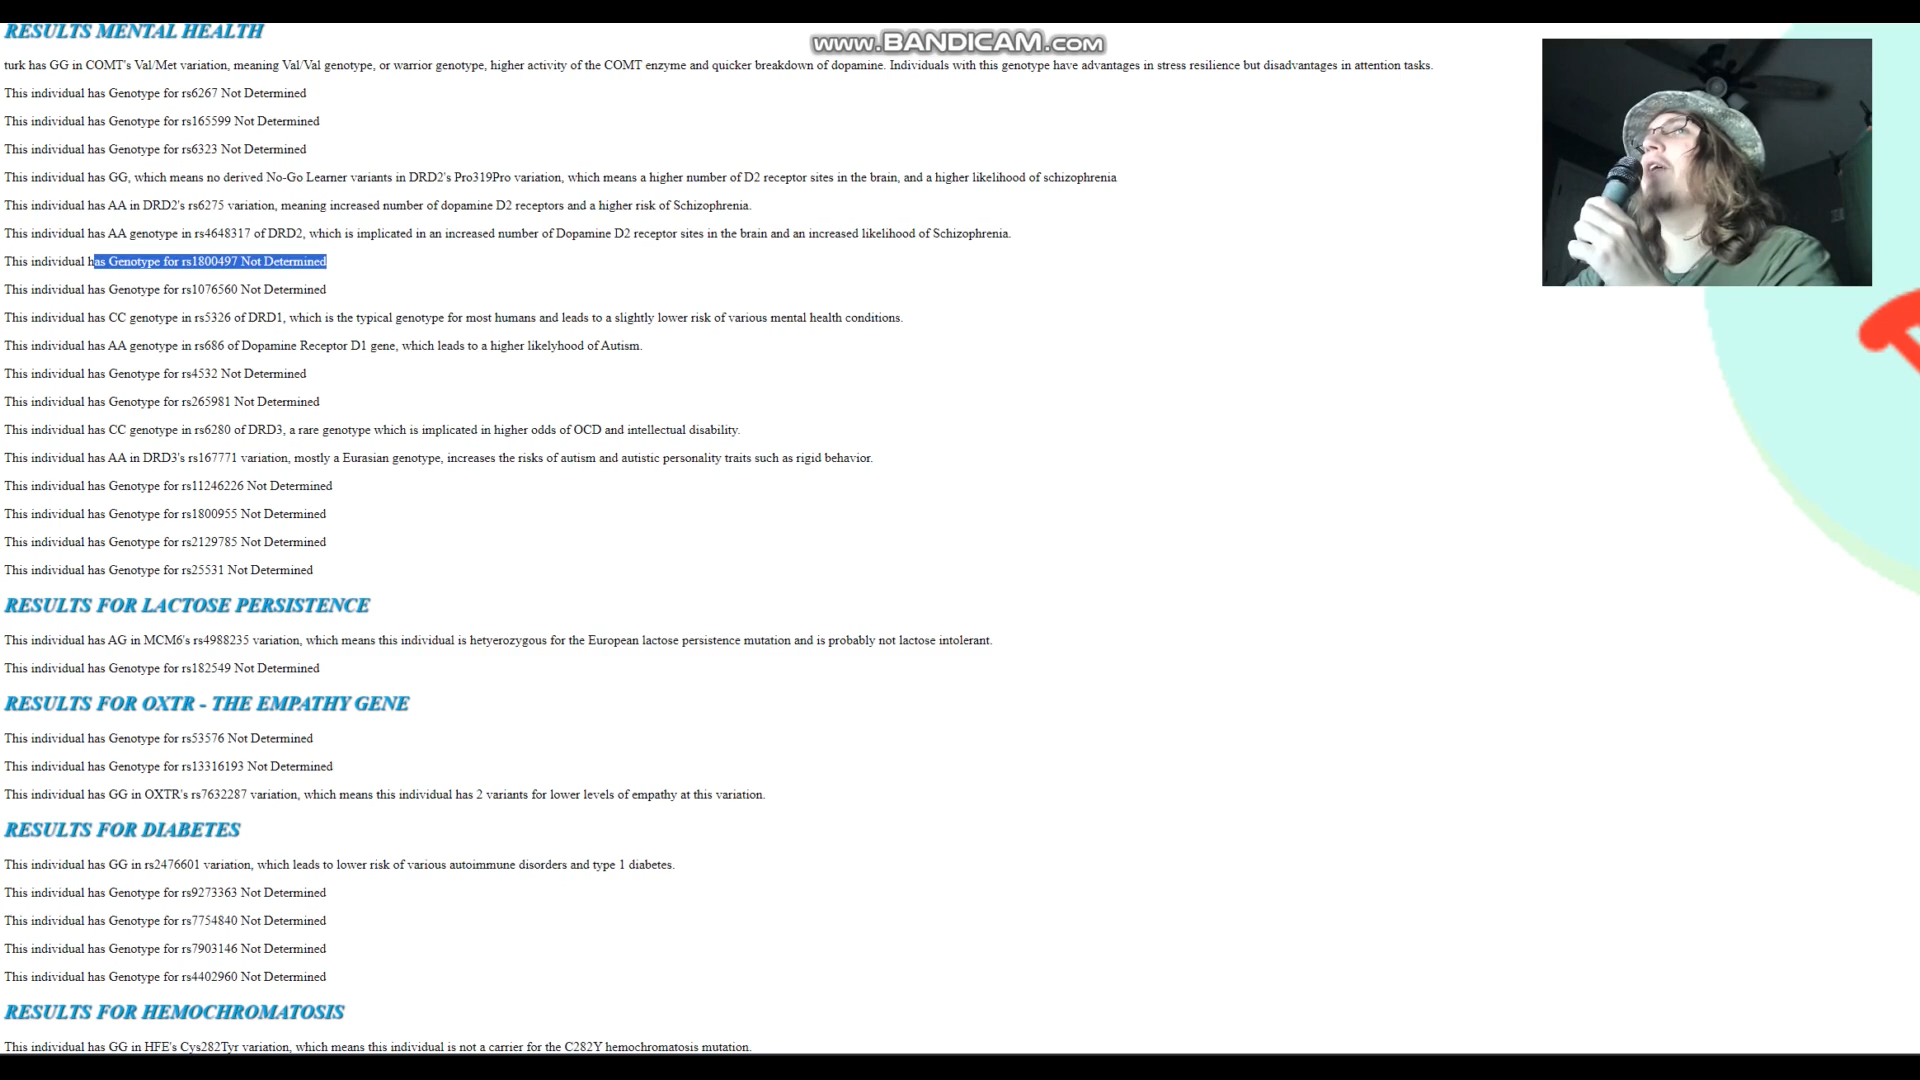 RESULTS MENTAL HEALTH
www.BANDICAM.com
turk has GG in COMT's Val/Met variation, meaning Val/Val genotype, or warrior genotype, higher activity of the COMT enzyme and quicker breakdown of dopamine. Individuals with this genotype have advantages in stress resilience but disadvantages in attention tasks.
This individual has Genotype for rs6267 Not Determined
This individual has Genotype for rs165599 Not Determined
This individual has Genotype for rs6323 Not Determined
This individual has GG, which means no derived No-Go Learner variants in DRD2's Pro319Pro variation, which means a higher number of D2 receptor sites in the brain, and a higher likelihood of schizophrenia
This individual has AA in DRD2's rs6275 variation, meaning increased number of dopamine D2 receptors and a higher risk of Schizophrenia.
This individual has AA genotype in rs4648317 of DRD2, which is implicated in an increased number of Dopamine D2 receptor sites in the brain and an increased likelihood of Schizophrenia.
This individual has Genotype for rs1800497 Not Determined
This individual has Genotype for rs1076560 Not Determined
This individual has CC genotype in rs5326 of DRD1, which is the typical genotype for most humans and leads to a slightly lower risk of various mental health conditions.
This individual has AA genotype in rs686 of Dopamine Receptor D1 gene, which leads to a higher likelyhood of Autism.
This individual has Genotype for rs4532 Not Determined
This individual has Genotype for rs265981 Not Determined
This individual has CC genotype in rs6280 of DRD3, a rare genotype which is implicated in higher odds of OCD and intellectual disability.
This individual has AA in DRD3's rs167771 variation, mostly a Eurasian genotype, increases the risks of autism and autistic personality traits such as rigid behavior.
This individual has Genotype for rs11246226 Not Determined
This individual has Genotype for rs1800955 Not Determined
This individual has Genotype for rs2129785 Not Determined
This individual has Genotype for rs25531 Not Determined
RESULTS FOR LACTOSE PERSISTENCE
This individual has AG in MCM6's rs4988235 variation, which means this individual is hetyerozygous for the European lactose persistence mutation and is probably not lactose intolerant.
This individual has Genotype for rs182549 Not Determined
RESULTS FOR OXTR - THE EMPATHY GENE
This individual has Genotype for rs53576 Not Determined
This individual has Genotype for rs13316193 Not Determined
This individual has GG in OXTR's rs7632287 variation, which means this individual has 2 variants for lower levels of empathy at this variation.
RESULTS FOR DIABETES
This individual has GG in rs2476601 variation, which leads to lower risk of various autoimmune disorders and type 1 diabetes.
This individual has Genotype for rs9273363 Not Determined
This individual has Genotype for rs7754840 Not Determined
This individual has Genotype for rs7903146 Not Determined
This individual has Genotype for rs4402960 Not Determined
RESULTS FOR HEMOCHROMATOSIS
This individual has GG in HFE's Cys282Tyr variation, which means this individual is not a carrier for the C282Y hemochromatosis mutation.